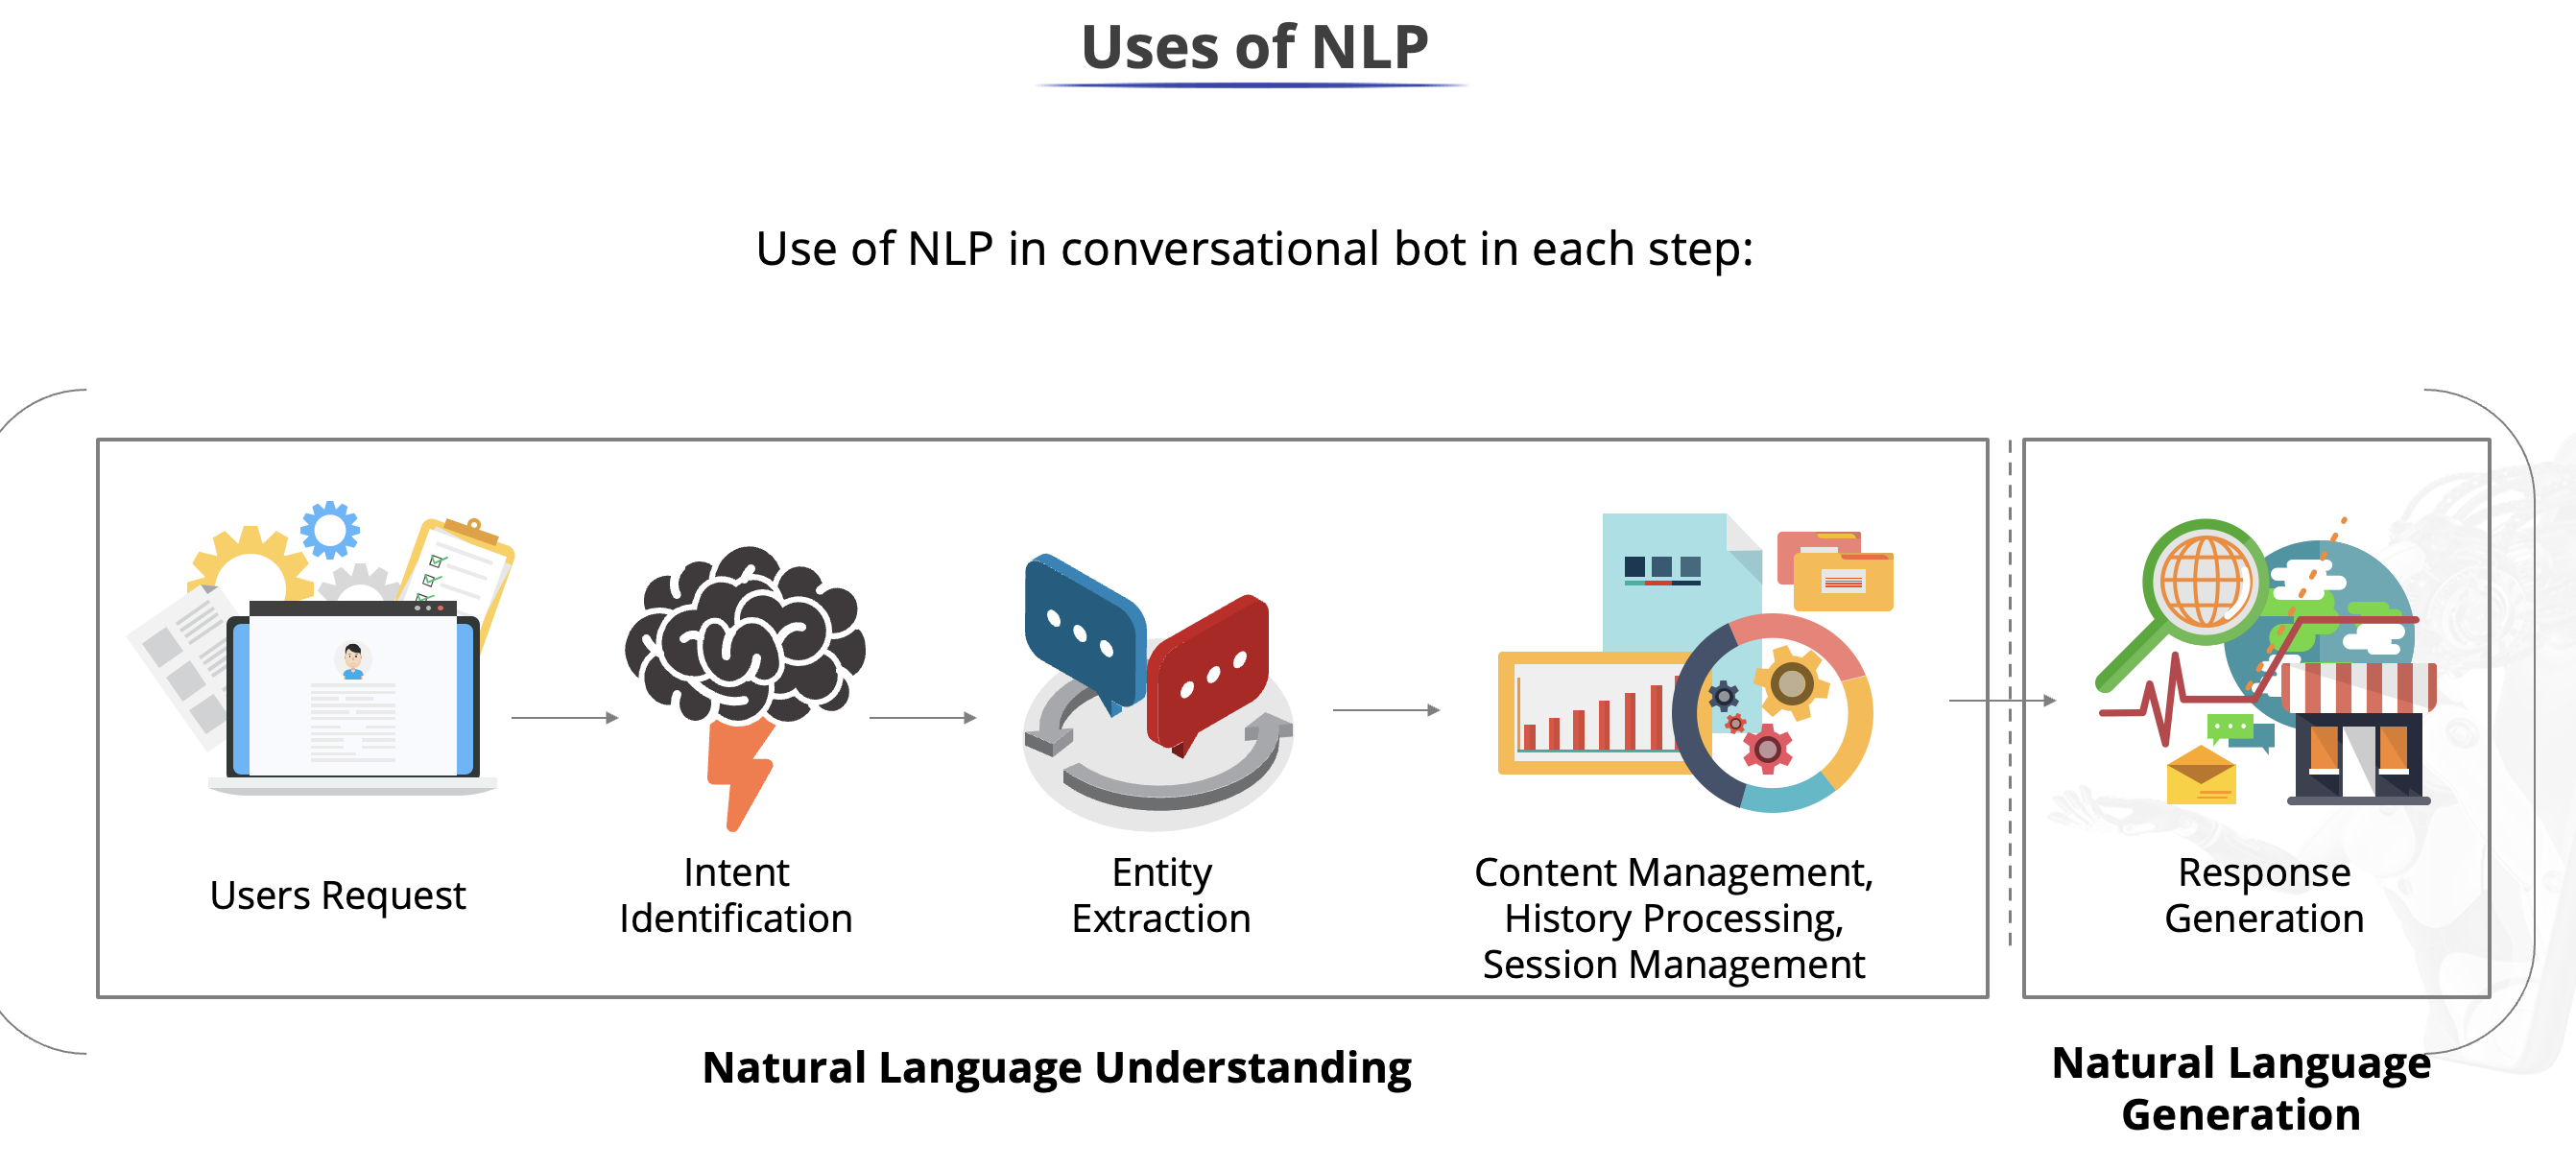 Uses of NLP
Use of NLP in conversational bot in each step:
Users Request
Intent
Identification
Entity
Extraction
Content Management,
History Processing,
Session Management
Response
Generation
Natural Language Understanding
Natural Language
Generation